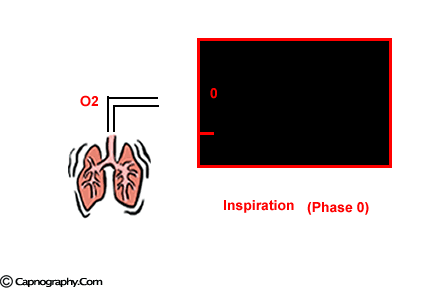 O2
0
Inspiration (Phase 0)
© Capnography.Com